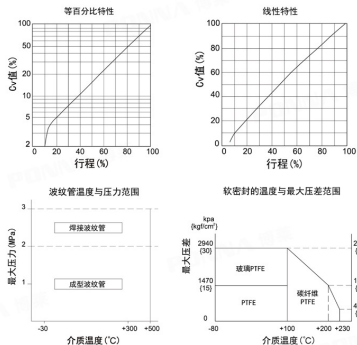 等百分比特性
Cv值(%)
100
50
20
10
5
2
0 20 40 60 80 100
行程(%)
线性特性
Cv值(%)
100
80
60
40
20
0
0 20 40 60 80 100
行程(%)
波纹管温度与压力范围
最大压力(MPa)
3
2
1
焊接波纹管
成型波纹管
-30 +300 +500
介质温度(℃)
软密封的温度与最大压差范围
kpa
{kgf/cm²}
最大压差
2940
{30}
1470
{15}
0
玻璃PTFE
PTFE
碳纤维
PTFE
-80 +100 +200 +230
介质温度(℃)